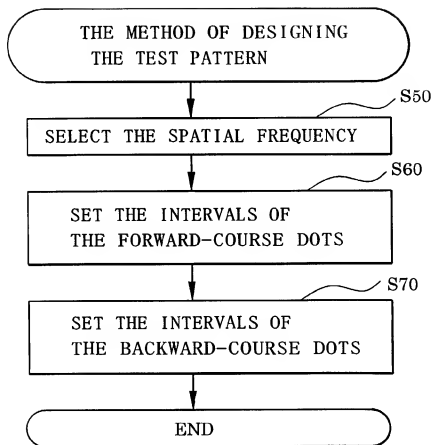 THE METHOD OF DESIGNING
THE TEST PATTERN
S50
SELECT THE SPATIAL FREQUENCY
S60
SET THE INTERVALS OF
THE FORWARD-COURSE DOTS
S70
SET THE INTERVALS OF
THE BACKWARD-COURSE DOTS
END